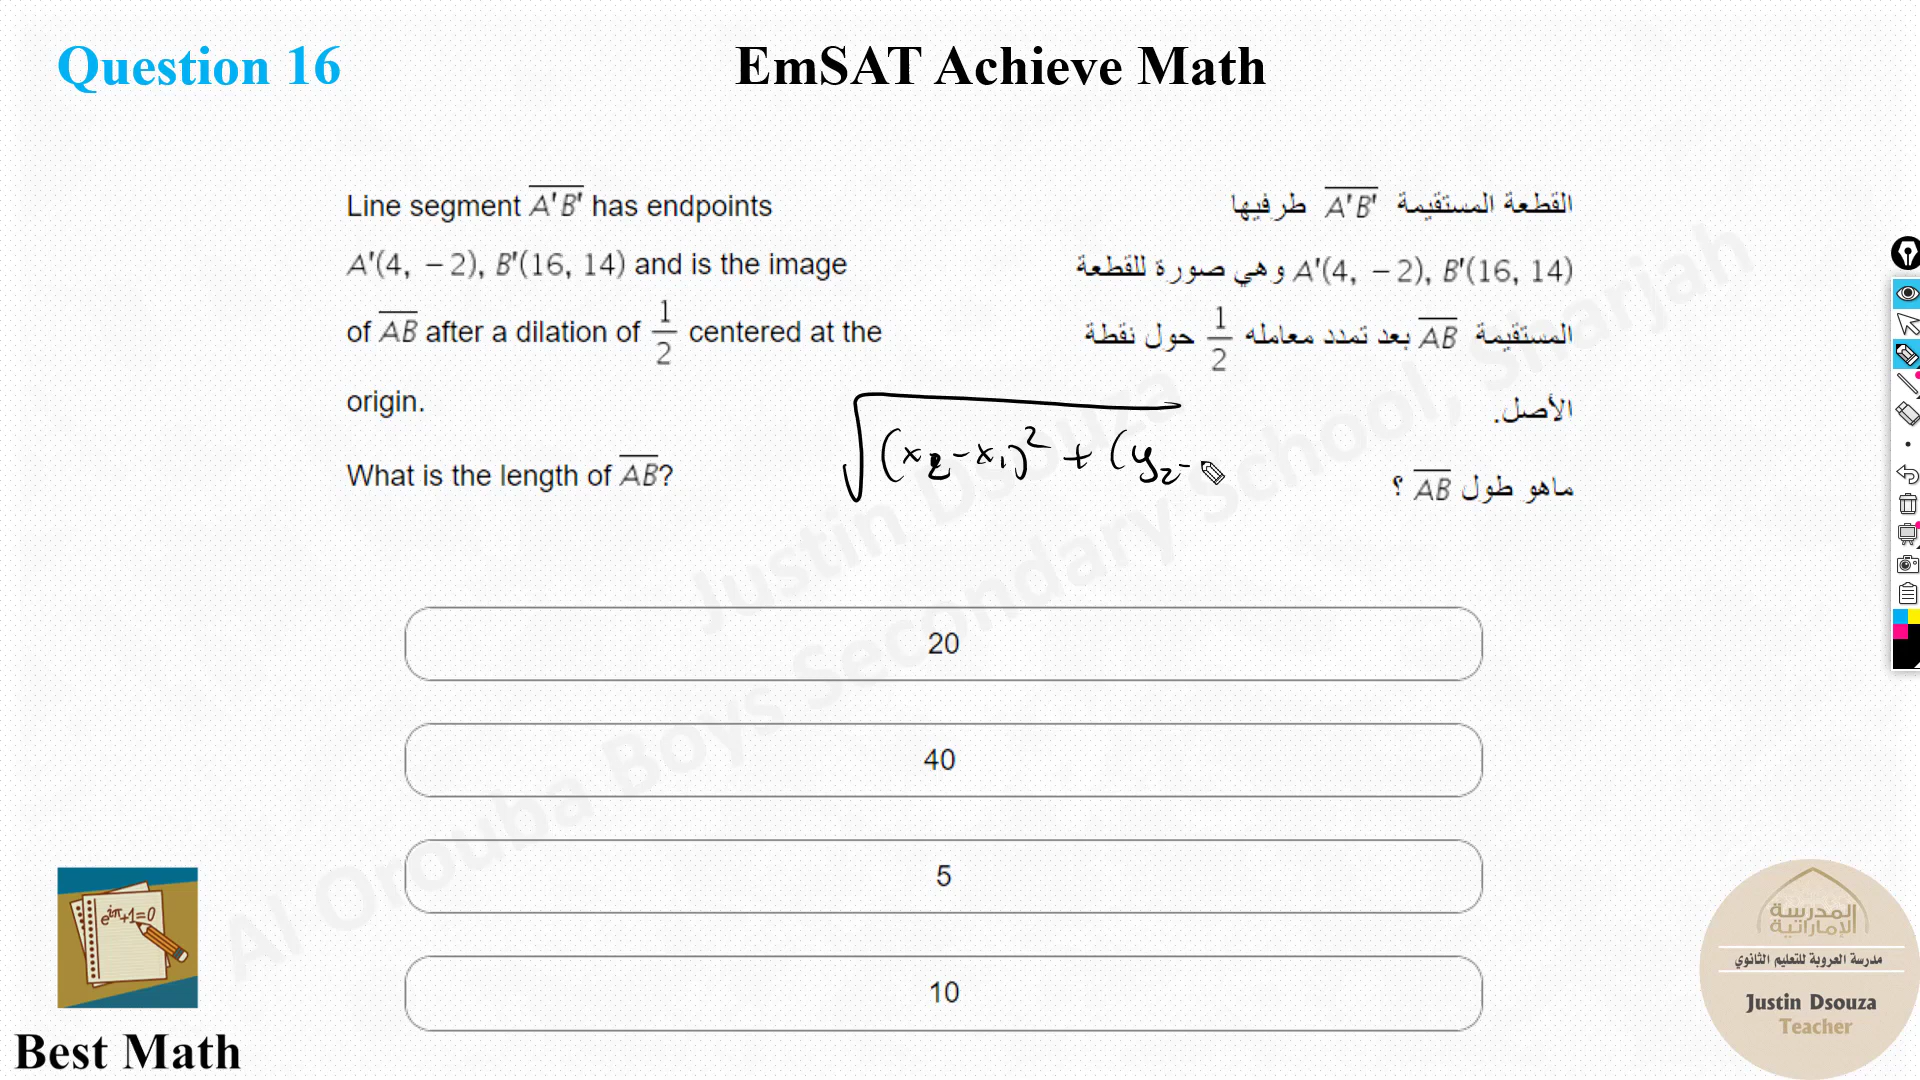 Question 16
EmSAT Achieve Math
Line segment A'B' has endpoints
A'(4, −2), B'(16, 14) and is the image
of AB after a dilation of 1/2 centered at the
origin.
What is the length of AB?
القطعة المستقيمة A'B' طرفيها
A'(4, −2), B'(16, 14) وهي صورة للقطعة
المستقيمة AB بعد تمدد معامله 1/2 حول نقطة
الأصل.
ماهو طول AB ؟
√(x₂-x₁)² + (y₂-
20
40
5
10
Justin Dsouza
Al Orouba Boys Secondary School, Sharjah
e^iπ+1=0
Best Math
المدرسة
الإماراتية
مدرسة العروبة للتعليم الثانوي
Justin Dsouza
Teacher